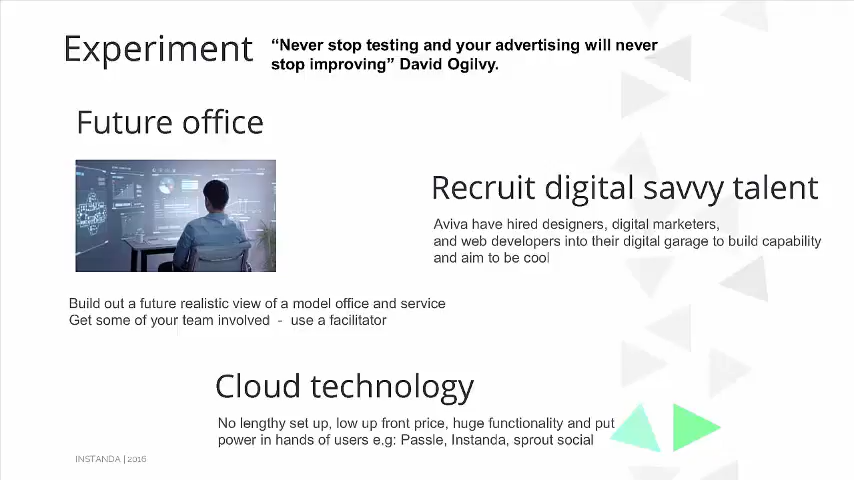 Experiment
“Never stop testing and your advertising will never
stop improving” David Ogilvy.
Future office
Recruit digital savvy talent
Aviva have hired designers, digital marketers,
and web developers into their digital garage to build capability
and aim to be cool
Build out a future realistic view of a model office and service
Get some of your team involved - use a facilitator
Cloud technology
No lengthy set up, low up front price, huge functionality and put
power in hands of users e.g: Passle, Instanda, sprout social
INSTANDA | 2016